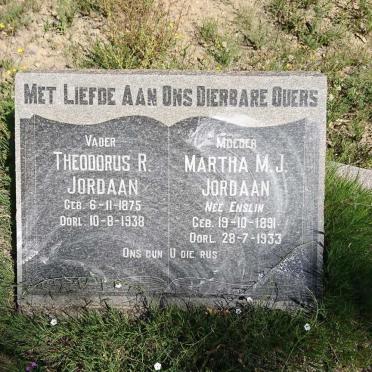 MET LIEFDE AAN ONS DIERBARE OUERS
VADER
THEODORUS R.
JORDAAN
GEB. 6-11-1875
OORL. 10-8-1938
MOEDER
MARTHA M.J.
JORDAAN
NEE ENSLIN
GEB. 19-10-1891
OORL. 28-7-1933
ONS GUN U DIE RUS